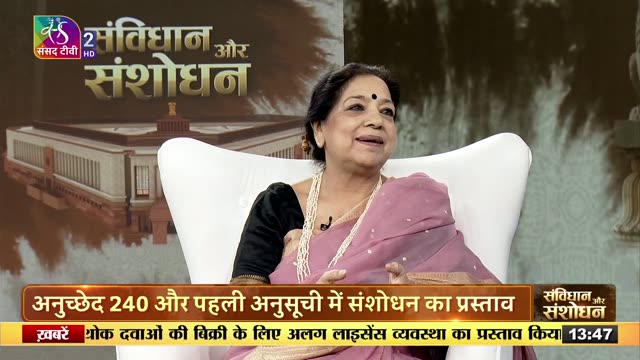 संसद टीवी
2
HD
संविधान
और
संशोधन
अनुच्छेद 240 और पहली अनुसूची में संशोधन का प्रस्ताव
संविधान
और
संशोधन
ख़बरें
थोक दवाओं की बिक्री के लिए अलग लाइसेंस व्यवस्था का प्रस्ताव किया
13:47